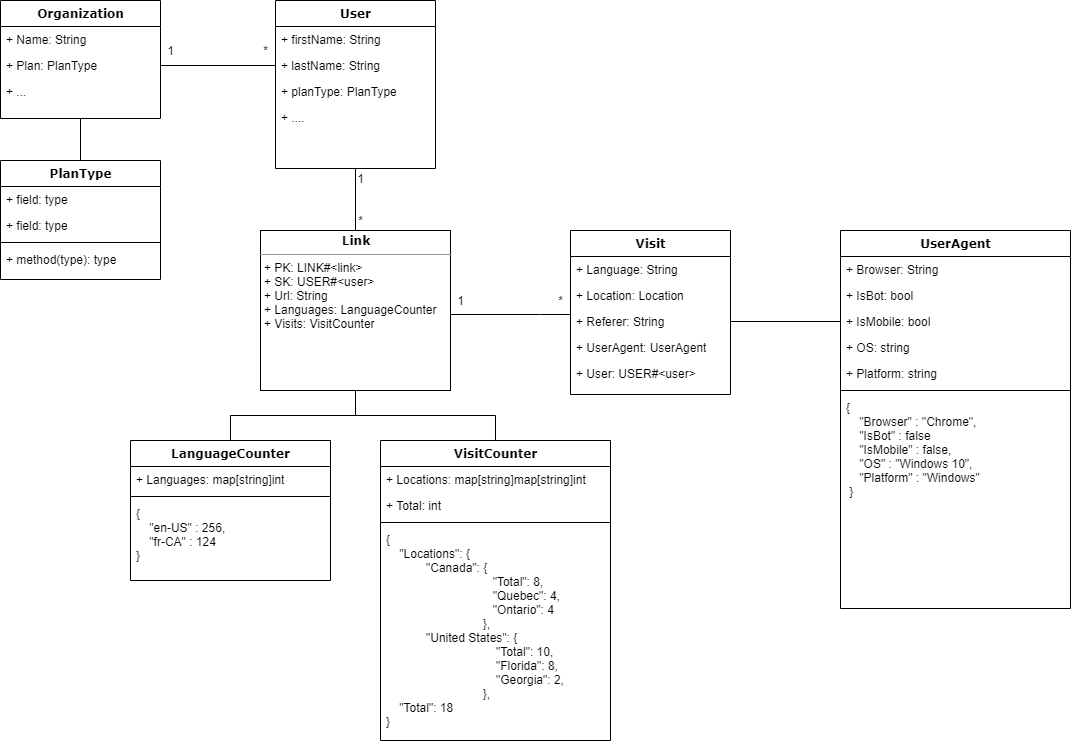 Organization
+ Name: String
+ Plan: PlanType
+ ...
1
*
User
+ firstName: String
+ lastName: String
+ planType: PlanType
+ ....
PlanType
+ field: type
+ field: type
+ method(type): type
1
*
Link
+ PK: LINK#<link>
+ SK: USER#<user>
+ Url: String
+ Languages: LanguageCounter
+ Visits: VisitCounter
1
*
Visit
+ Language: String
+ Location: Location
+ Referer: String
+ UserAgent: UserAgent
+ User: USER#<user>
UserAgent
+ Browser: String
+ IsBot: bool
+ IsMobile: bool
+ OS: string
+ Platform: string
{
"Browser" : "Chrome",
"IsBot" : false
"IsMobile" : false,
"OS" : "Windows 10",
"Platform" : "Windows"
}
LanguageCounter
+ Languages: map[string]int
{
"en-US" : 256,
"fr-CA" : 124
}
VisitCounter
+ Locations: map[string]map[string]int
+ Total: int
{
"Locations": {
"Canada": {
"Total": 8,
"Quebec": 4,
"Ontario": 4
},
"United States": {
"Total": 10,
"Florida": 8,
"Georgia": 2,
},
"Total": 18
}